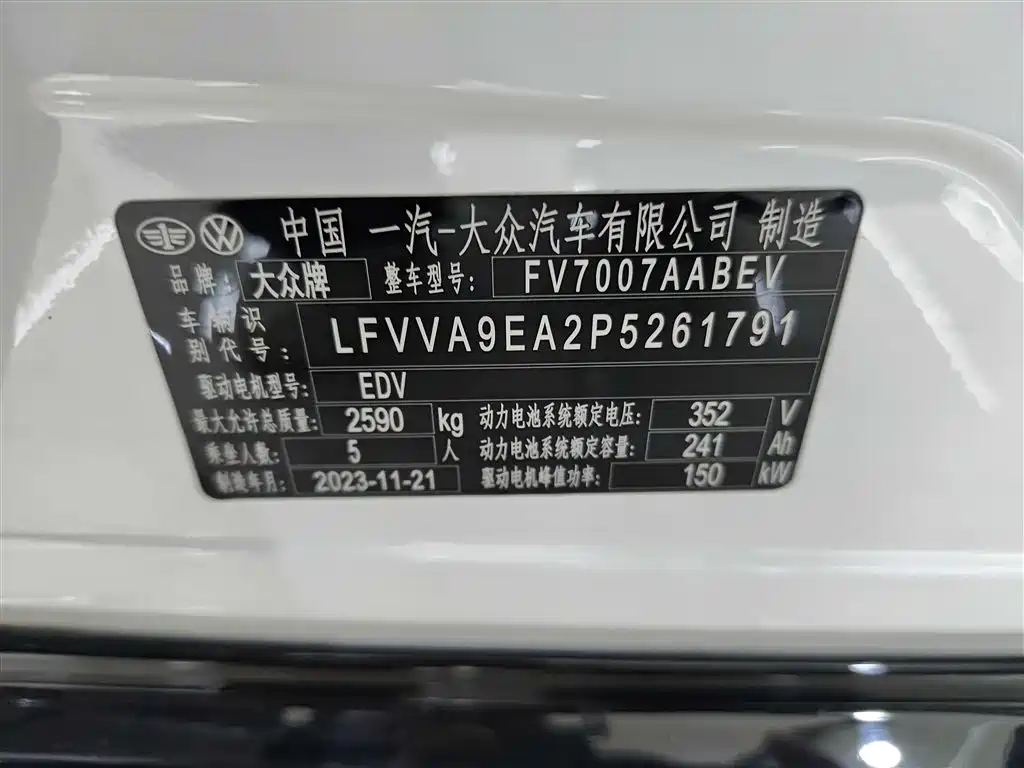 中国 一汽-大众汽车有限公司 制造
品牌: 大众牌 整车型号: FV7007AABEV
车辆识别代号: LFVVA9EA2P5261791
驱动电机型号: EDV
最大允许总质量: 2590 kg 动力电池系统额定电压: 352 V
乘坐人数: 5 人 动力电池系统额定容量: 241 Ah
制造年月: 2023-11-21 驱动电机峰值功率: 150 kW